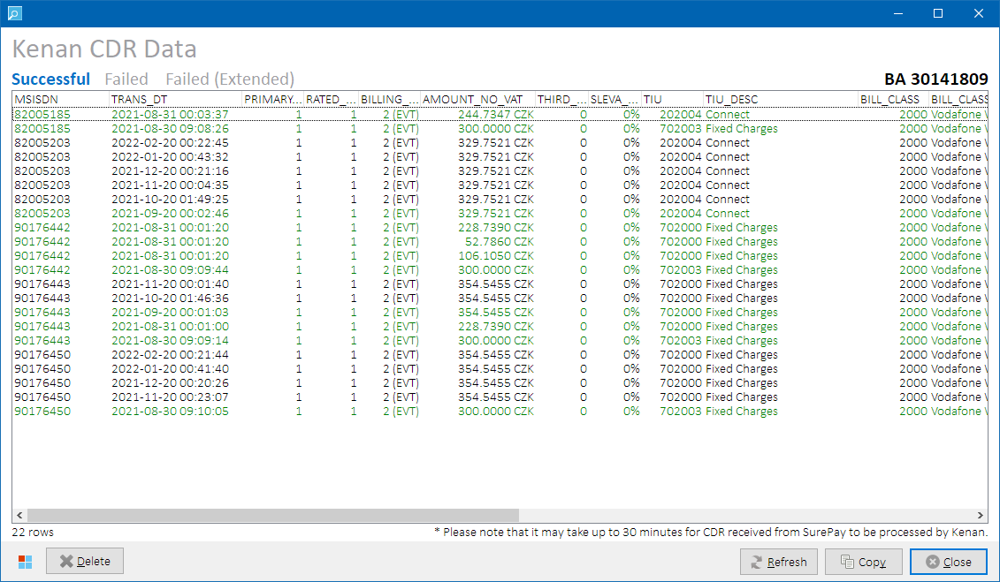 Kenan CDR Data
Successful Failed Failed (Extended) BA 30141809
MSISDN TRANS_DT PRIMARY... RATED_... BILLING_... AMOUNT_NO_VAT THIRD_... SLEVA_... TIU TIU_DESC BILL_CLASS BILL_CLASS
82005185 2021-08-31 00:03:37 1 1 2 (EVT) 244.7347 CZK 0 0% 202004 Connect 2000 Vodafone
82005185 2021-08-30 09:08:26 1 1 2 (EVT) 300.0000 CZK 0 0% 702003 Fixed Charges 2000 Vodafone
82005203 2022-02-20 00:22:45 1 1 2 (EVT) 329.7521 CZK 0 0% 202004 Connect 2000 Vodafone
82005203 2022-01-20 00:43:32 1 1 2 (EVT) 329.7521 CZK 0 0% 202004 Connect 2000 Vodafone
82005203 2021-12-20 00:21:16 1 1 2 (EVT) 329.7521 CZK 0 0% 202004 Connect 2000 Vodafone
82005203 2021-11-20 00:04:35 1 1 2 (EVT) 329.7521 CZK 0 0% 202004 Connect 2000 Vodafone
82005203 2021-10-20 01:49:25 1 1 2 (EVT) 329.7521 CZK 0 0% 202004 Connect 2000 Vodafone
82005203 2021-09-20 00:02:46 1 1 2 (EVT) 329.7521 CZK 0 0% 202004 Connect 2000 Vodafone
90176442 2021-08-31 00:01:20 1 1 2 (EVT) 228.7390 CZK 0 0% 702000 Fixed Charges 2000 Vodafone
90176442 2021-08-31 00:01:20 1 1 2 (EVT) 52.7860 CZK 0 0% 702000 Fixed Charges 2000 Vodafone
90176442 2021-08-31 00:01:20 1 1 2 (EVT) 106.1050 CZK 0 0% 702000 Fixed Charges 2000 Vodafone
90176442 2021-08-30 09:09:44 1 1 2 (EVT) 300.0000 CZK 0 0% 702003 Fixed Charges 2000 Vodafone
90176443 2021-11-20 00:01:40 1 1 2 (EVT) 354.5455 CZK 0 0% 702000 Fixed Charges 2000 Vodafone
90176443 2021-10-20 01:46:36 1 1 2 (EVT) 354.5455 CZK 0 0% 702000 Fixed Charges 2000 Vodafone
90176443 2021-09-20 00:01:03 1 1 2 (EVT) 354.5455 CZK 0 0% 702000 Fixed Charges 2000 Vodafone
90176443 2021-08-31 00:01:00 1 1 2 (EVT) 228.7390 CZK 0 0% 702000 Fixed Charges 2000 Vodafone
90176443 2021-08-30 09:09:14 1 1 2 (EVT) 300.0000 CZK 0 0% 702003 Fixed Charges 2000 Vodafone
90176450 2022-02-20 00:21:44 1 1 2 (EVT) 354.5455 CZK 0 0% 702000 Fixed Charges 2000 Vodafone
90176450 2022-01-20 00:41:40 1 1 2 (EVT) 354.5455 CZK 0 0% 702000 Fixed Charges 2000 Vodafone
90176450 2021-12-20 00:20:26 1 1 2 (EVT) 354.5455 CZK 0 0% 702000 Fixed Charges 2000 Vodafone
90176450 2021-11-20 00:23:07 1 1 2 (EVT) 354.5455 CZK 0 0% 702000 Fixed Charges 2000 Vodafone
90176450 2021-08-30 09:10:05 1 1 2 (EVT) 300.0000 CZK 0 0% 702003 Fixed Charges 2000 Vodafone
22 rows * Please note that it may take up to 30 minutes for CDR received from SurePay to be processed by Kenan.
Delete Refresh Copy Close